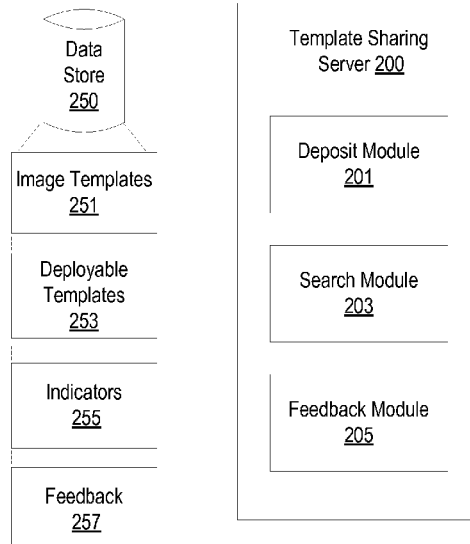 Data
Store
250
Image Templates
251
Deployable
Templates
253
Indicators
255
Feedback
257
Template Sharing
Server 200
Deposit Module
201
Search Module
203
Feedback Module
205